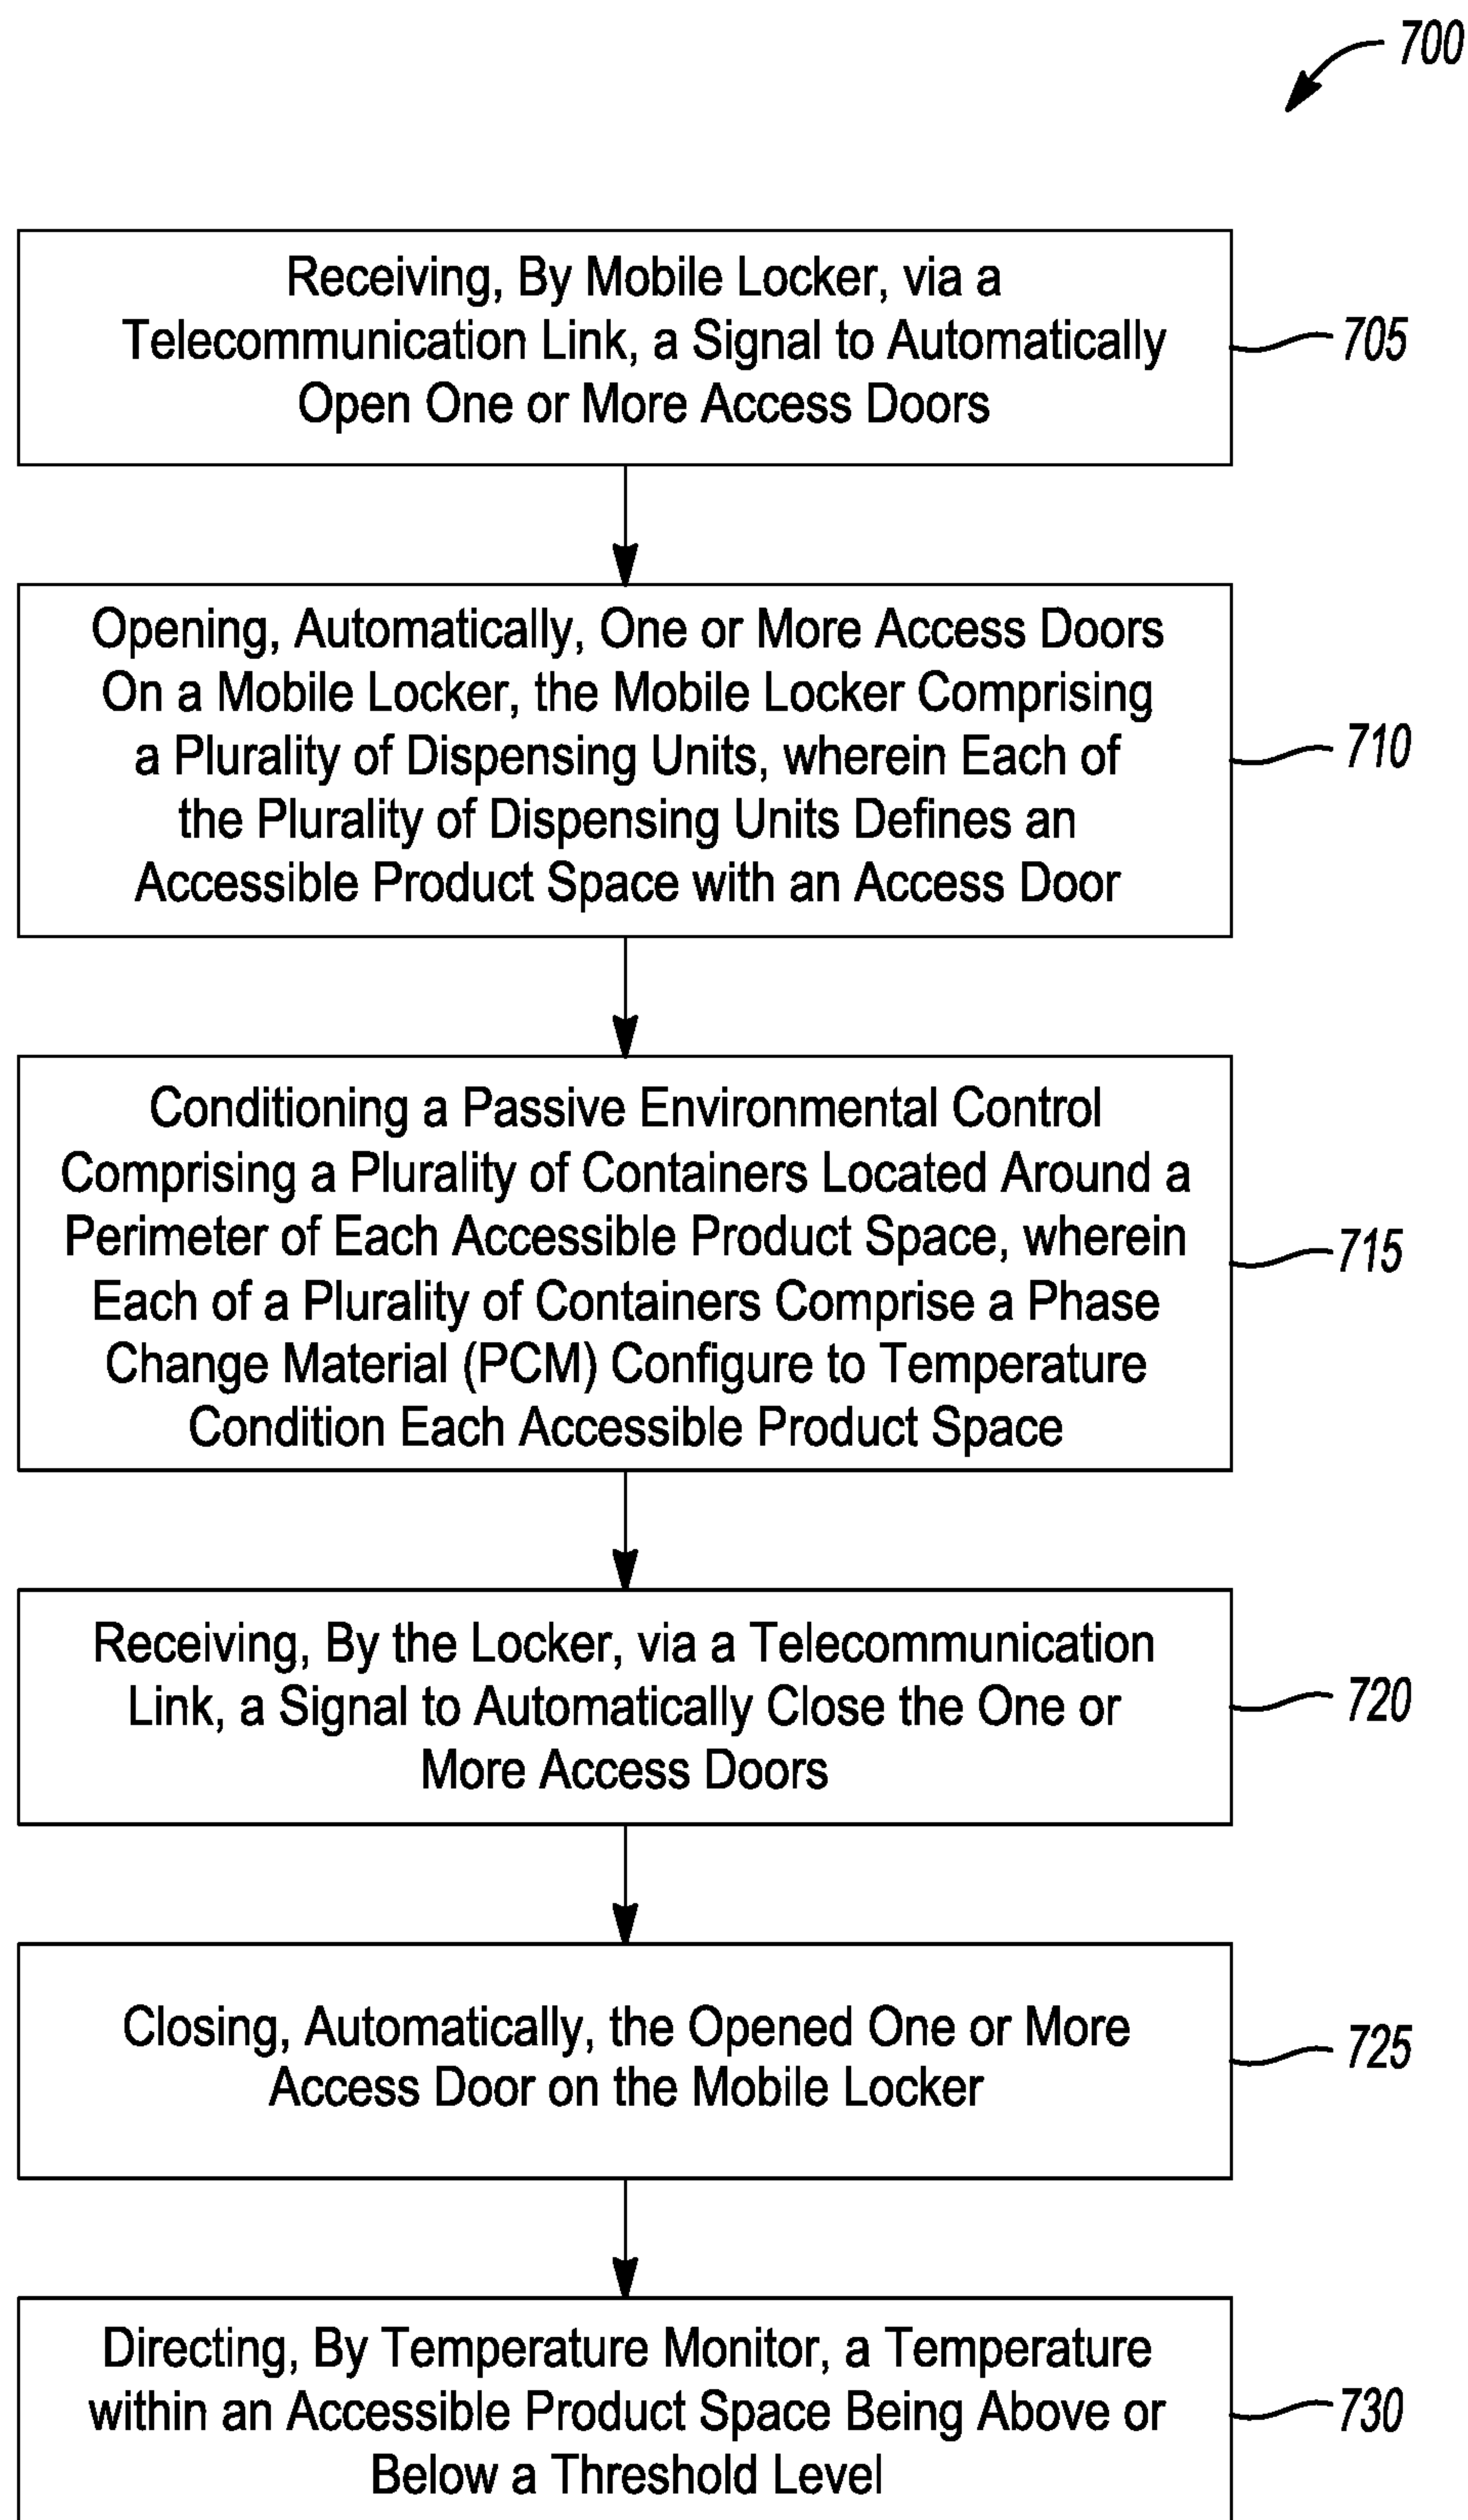 700
Receiving, By Mobile Locker, via a
Telecommunication Link, a Signal to Automatically
Open One or More Access Doors
705
Opening, Automatically, One or More Access Doors
On a Mobile Locker, the Mobile Locker Comprising
a Plurality of Dispensing Units, wherein Each of
the Plurality of Dispensing Units Defines an
Accessible Product Space with an Access Door
710
Conditioning a Passive Environmental Control
Comprising a Plurality of Containers Located Around a
Perimeter of Each Accessible Product Space, wherein
Each of a Plurality of Containers Comprise a Phase
Change Material (PCM) Configure to Temperature
Condition Each Accessible Product Space
715
Receiving, By the Locker, via a Telecommunication
Link, a Signal to Automatically Close the One or
More Access Doors
720
Closing, Automatically, the Opened One or More
Access Door on the Mobile Locker
725
Directing, By Temperature Monitor, a Temperature
within an Accessible Product Space Being Above or
Below a Threshold Level
730